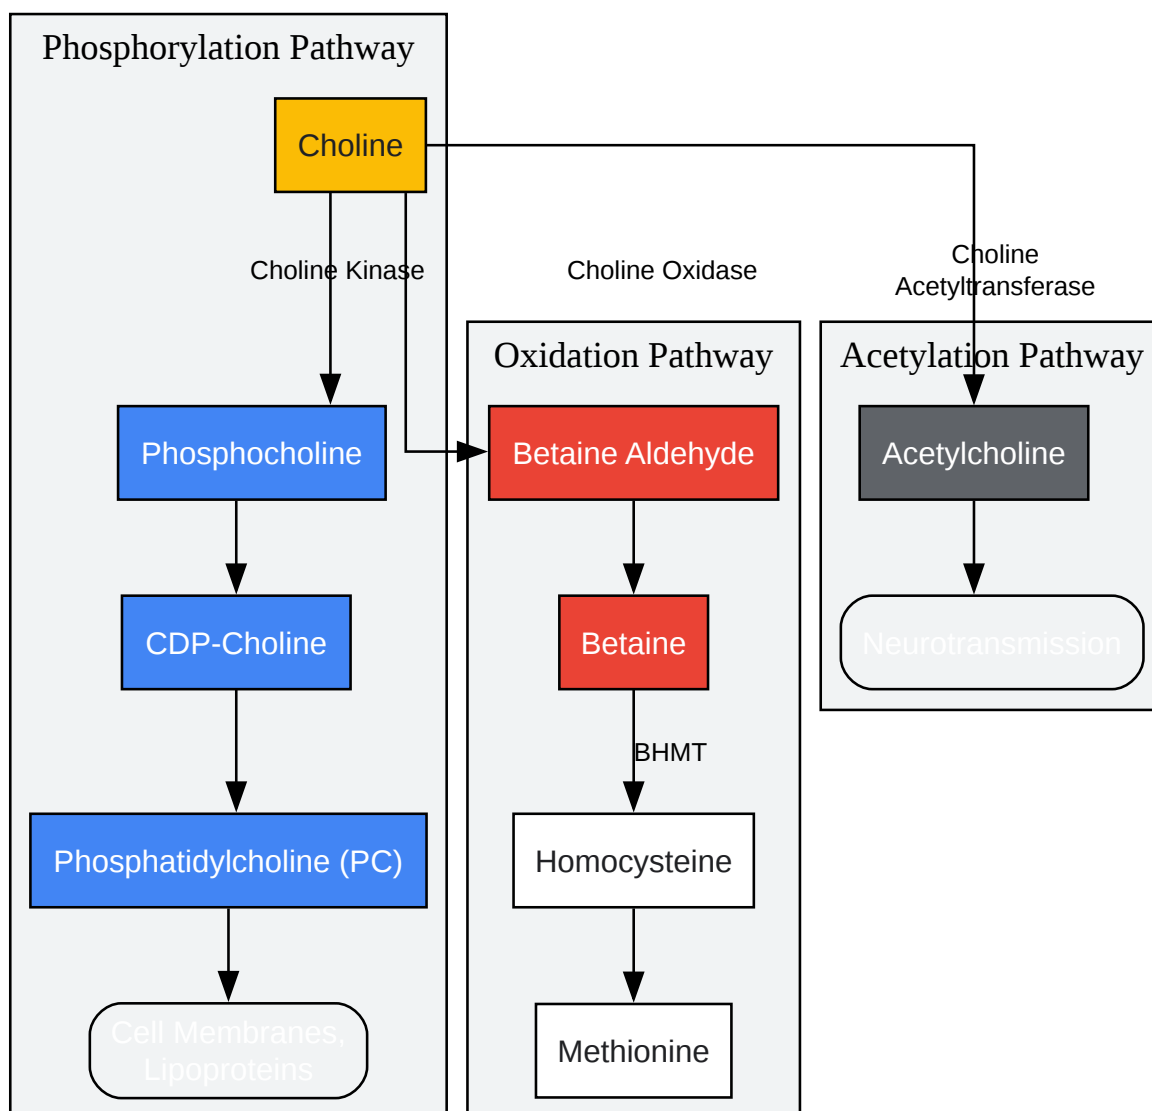 Phosphorylation Pathway
Choline
Choline Kinase
Choline Oxidase
Choline
Acetyltransferase
Oxidation Pathway
Acetylation Pathway
Phosphocholine
Betaine Aldehyde
Acetylcholine
CDP-Choline
Betaine
Neurotransmission
BHMT
Phosphatidylcholine (PC)
Homocysteine
Cell Membranes,
Lipoproteins
Methionine